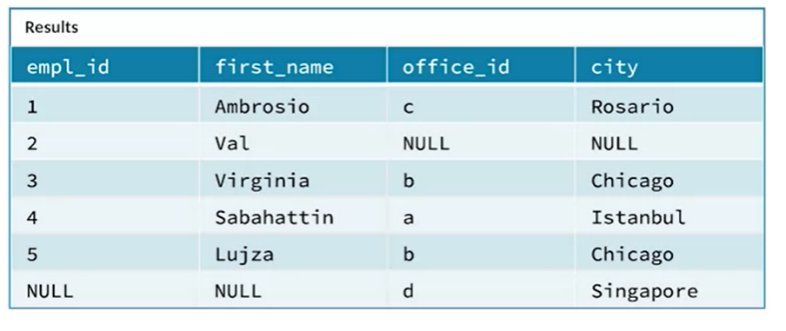 Results
empl_id first_name office_id city
1 Ambrosio c Rosario
2 Val NULL NULL
3 Virginia b Chicago
4 Sabahattin a Istanbul
5 Lujza b Chicago
NULL NULL d Singapore